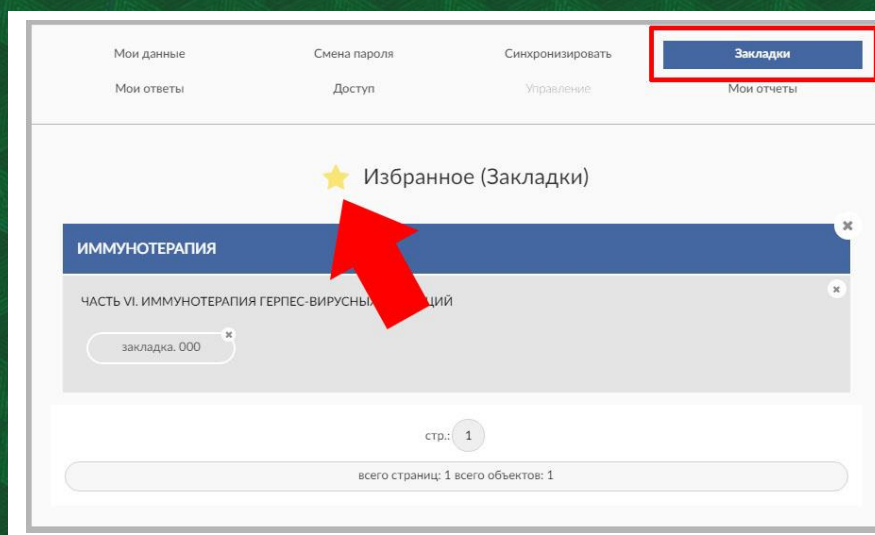 Мои данные Смена пароля Синхронизировать Закладки
Мои ответы Доступ Управление Мои отчеты
Избранное (Закладки)
ИММУНОТЕРАПИЯ
ЧАСТЬ VI. ИММУНОТЕРАПИЯ ГЕРПЕС-ВИРУСНЫ
закладка. 000
стр.: 1
всего страниц: 1 всего объектов: 1